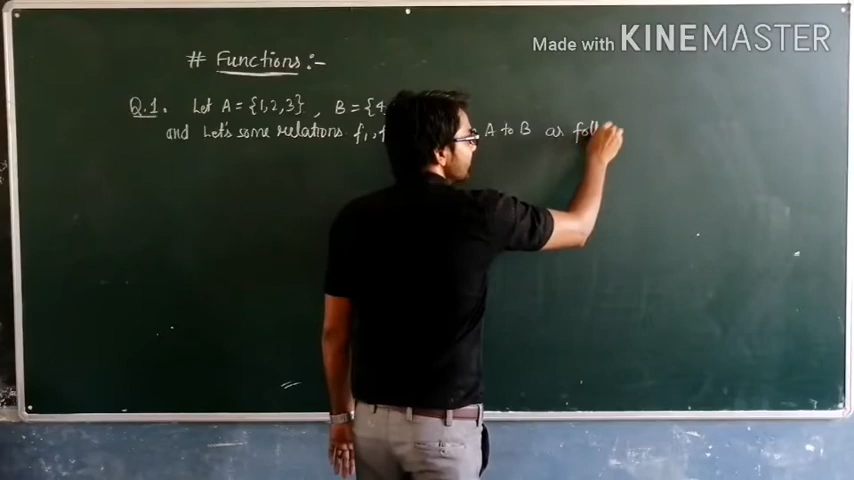 Made with KINEMASTER
# Functions :-
Q.1. Let A = {1,2,3} , B = {4
and Let's some relations f₁, f A to B as foll